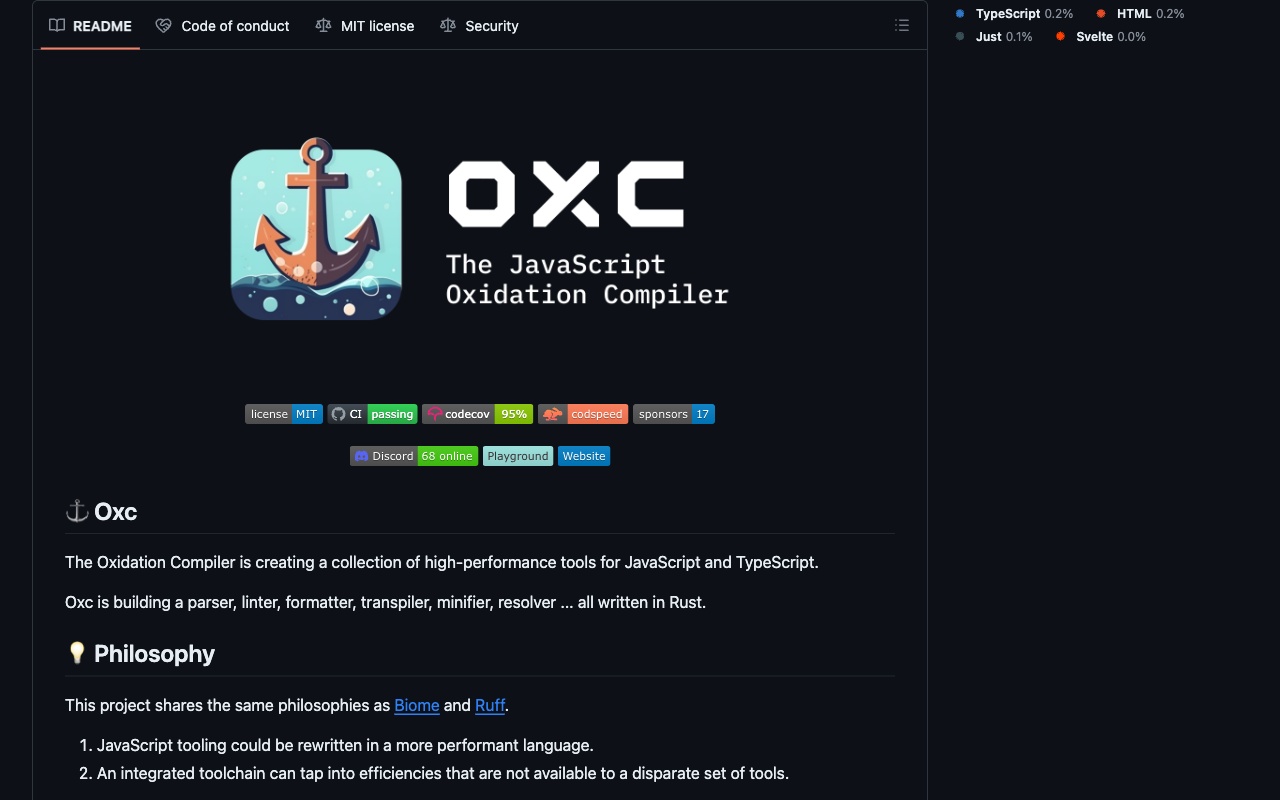 README
Code of conduct
MIT license
Security
TypeScript 0.2%
HTML 0.2%
Just 0.1%
Svelte 0.0%
OXC
The JavaScript
Oxidation Compiler
license MIT
CI passing
codecov 95%
codspeed
sponsors 17
Discord 68 online
Playground
Website
⚓ Oxc
The Oxidation Compiler is creating a collection of high-performance tools for JavaScript and TypeScript.
Oxc is building a parser, linter, formatter, transpiler, minifier, resolver ... all written in Rust.
💡 Philosophy
This project shares the same philosophies as Biome and Ruff.
1. JavaScript tooling could be rewritten in a more performant language.
2. An integrated toolchain can tap into efficiencies that are not available to a disparate set of tools.